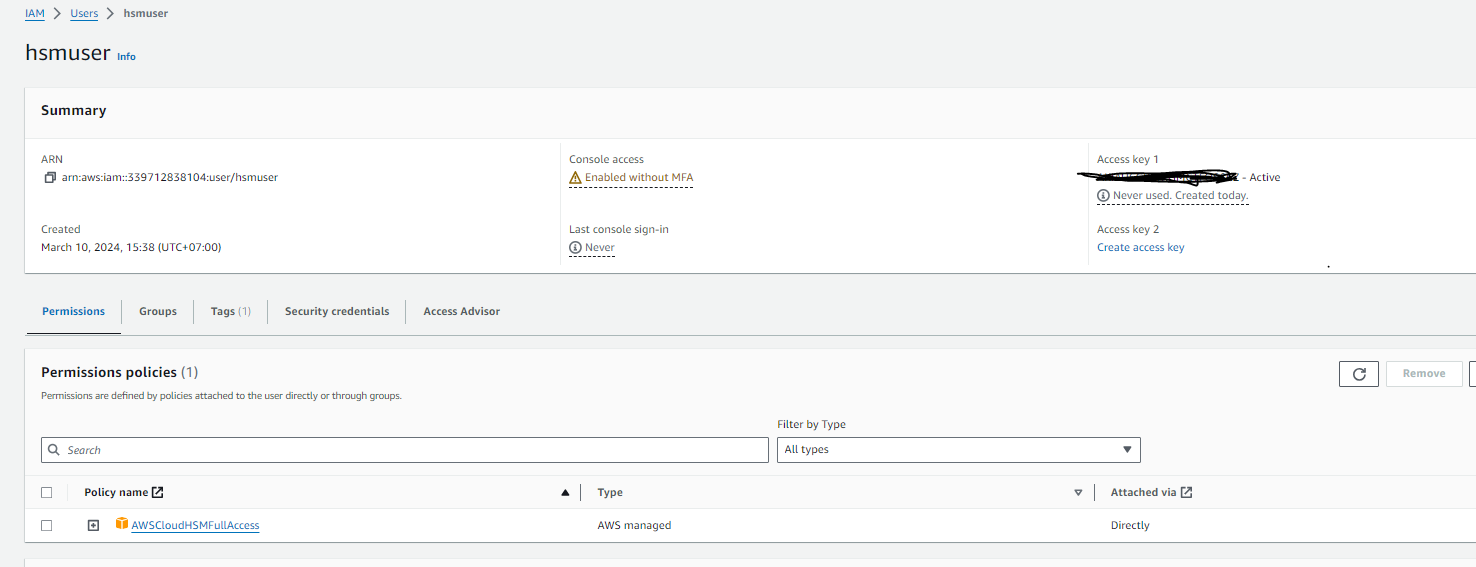 IAM > Users > hsmuser
hsmuser Info
Summary
ARN
arn:aws:iam::339712838104:user/hsmuser
Console access
Enabled without MFA
Access key 1
- Active
Never used. Created today.
Created
March 10, 2024, 15:38 (UTC+07:00)
Last console sign-in
Never
Access key 2
Create access key
Permissions Groups Tags (1) Security credentials Access Advisor
Permissions policies (1)
Remove
Permissions are defined by policies attached to the user directly or through groups.
Filter by Type
Search
All types
Policy name Type Attached via
AWSCloudHSMFullAccess AWS managed Directly